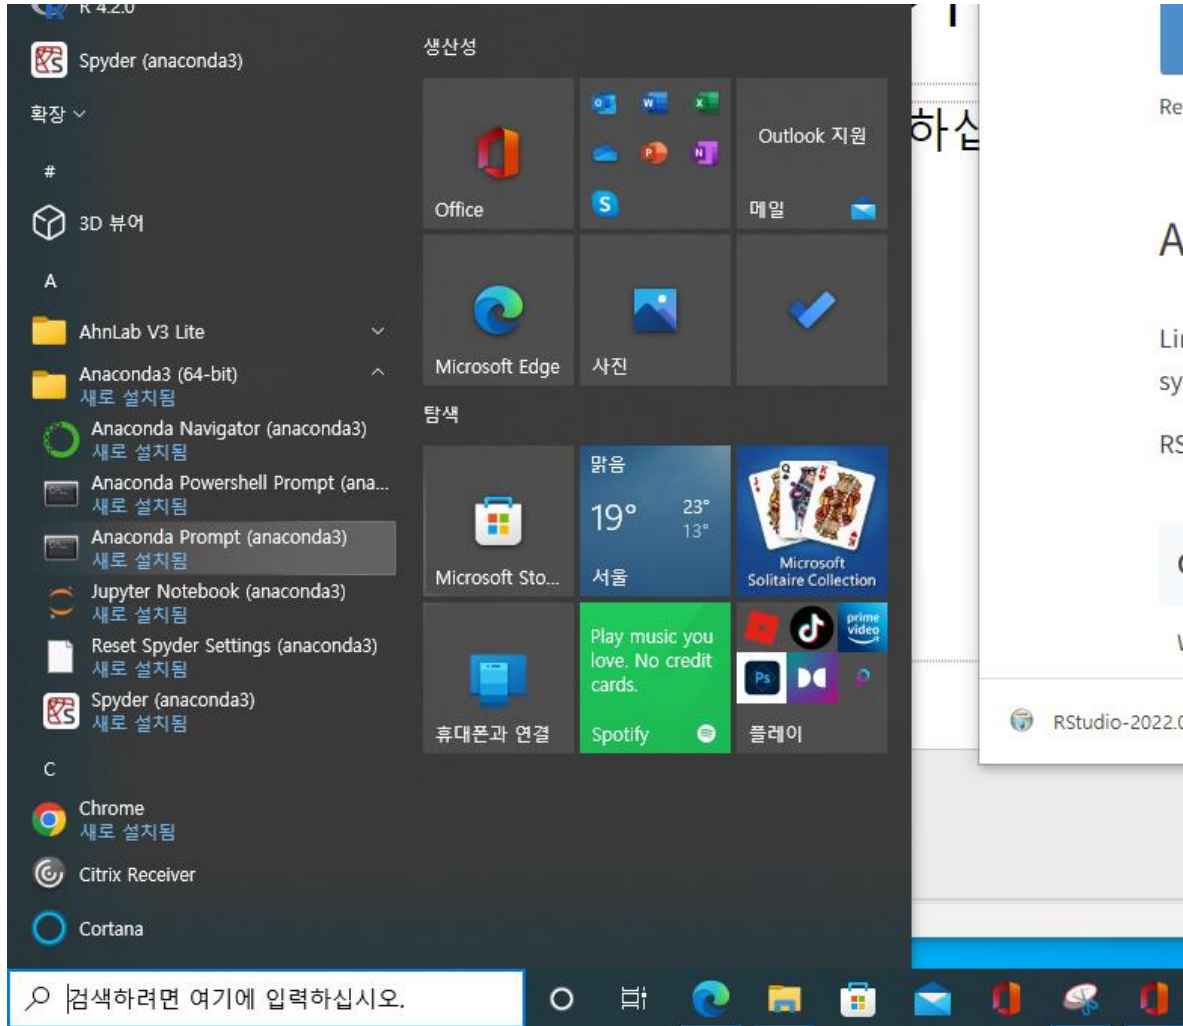 R 4.2.0
Spyder (anaconda3)
확장
#
3D 뷰어
A
AhnLab V3 Lite
Anaconda3 (64-bit)
새로 설치됨
Anaconda Navigator (anaconda3)
새로 설치됨
Anaconda Powershell Prompt (ana...
새로 설치됨
Anaconda Prompt (anaconda3)
새로 설치됨
Jupyter Notebook (anaconda3)
새로 설치됨
Reset Spyder Settings (anaconda3)
새로 설치됨
Spyder (anaconda3)
새로 설치됨
C
Chrome
새로 설치됨
Citrix Receiver
Cortana
검색하려면 여기에 입력하십시오.
생산성
Office
Outlook 지원
메일
Microsoft Edge
사진
탐색
Microsoft Sto...
맑음
19°
23°
13°
서울
Microsoft
Solitaire Collection
휴대폰과 연결
Play music you
love. No credit
cards.
Spotify
prime
video
Ps
플레이
하십
Re
A
RS
RStudio-2022.0